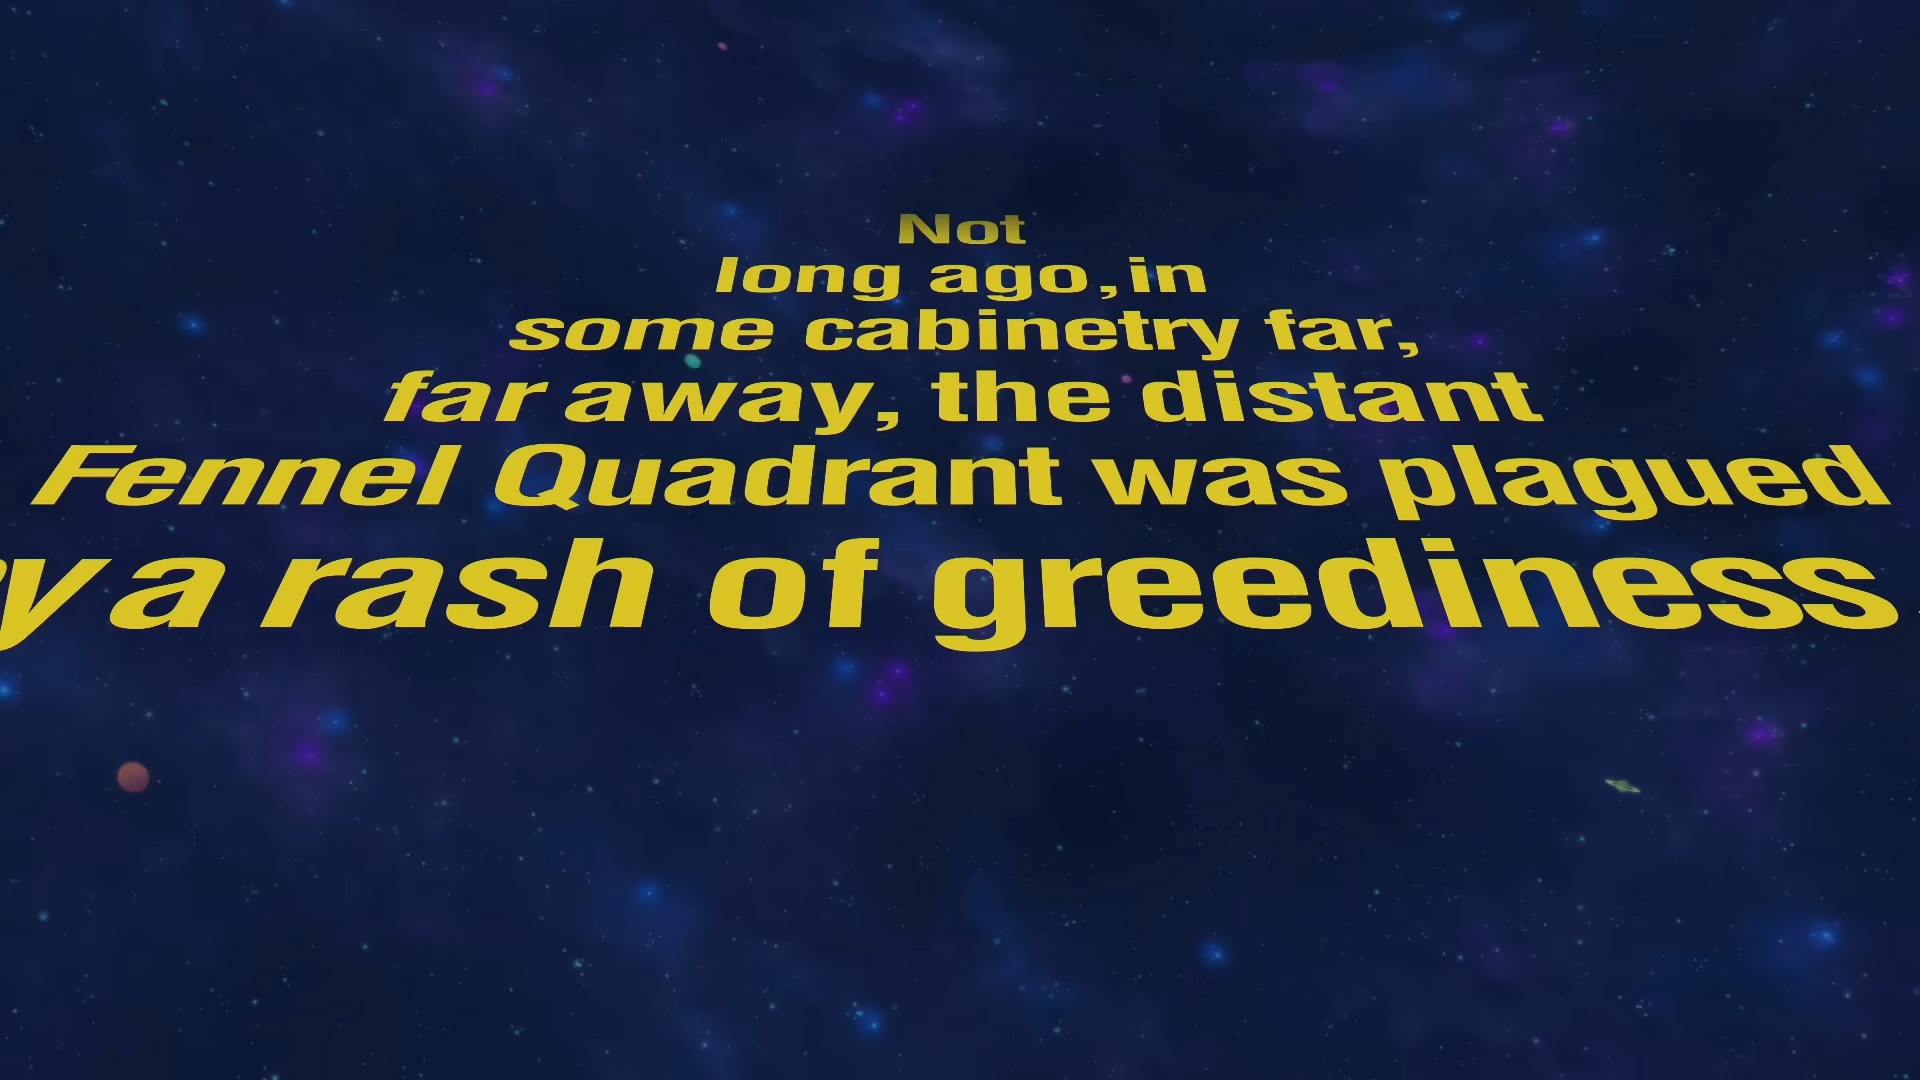 Not
long ago, in
some cabinetry far,
far away, the distant
Fennel Quadrant was plagued
y a rash of greediness